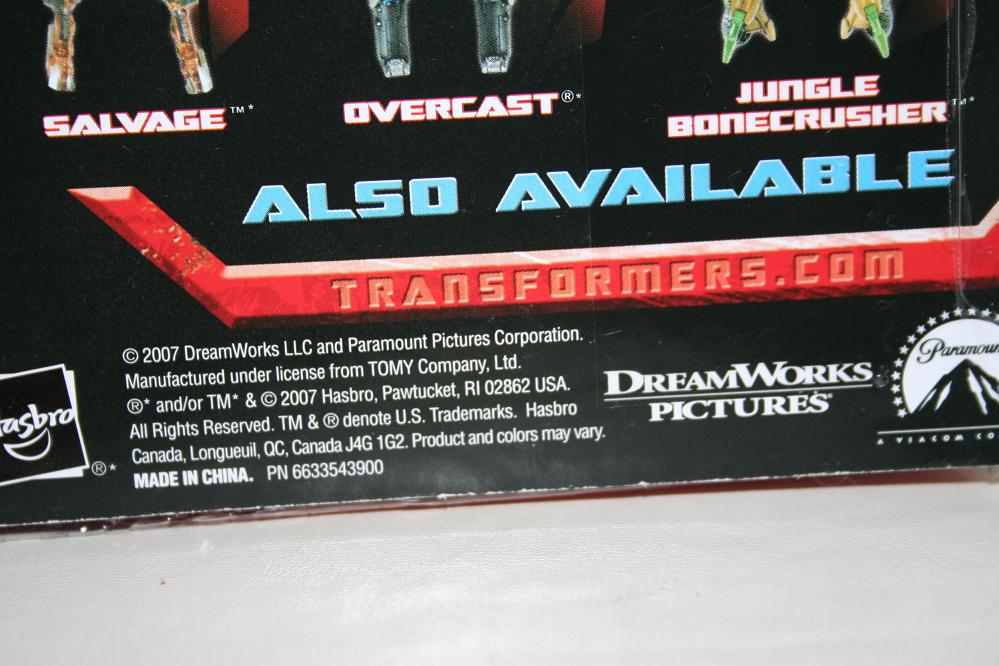 SALVAGE™*
OVERCAST®*
JUNGLE
BONECRUSHER™*
ALSO AVAILABLE
TRANSFORMERS.COM
© 2007 DreamWorks LLC and Paramount Pictures Corporation.
Manufactured under license from TOMY Company, Ltd.
®* and/or TM* & © 2007 Hasbro, Pawtucket, RI 02862 USA.
All Rights Reserved. TM & ® denote U.S. Trademarks. Hasbro
Canada, Longueuil, QC, Canada J4G 1G2. Product and colors may vary.
MADE IN CHINA. PN 6633543900
Hasbro
®*
DREAMWORKS
PICTURES®
Paramoun
A VIACOM CO